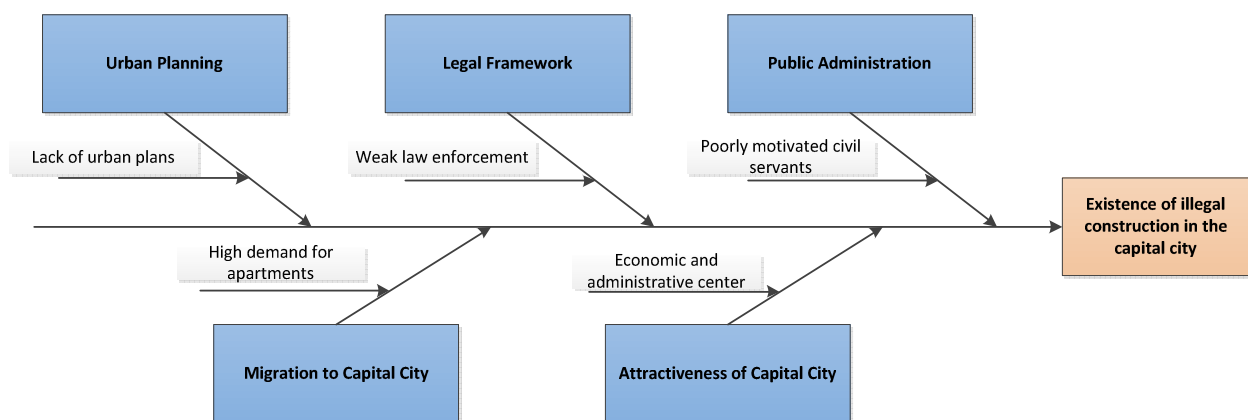 Urban Planning
Legal Framework
Public Administration
Lack of urban plans
Weak law enforcement
Poorly motivated civil
servants
Existence of illegal
construction in the
capital city
High demand for
apartments
Economic and
administrative center
Migration to Capital City
Attractiveness of Capital City